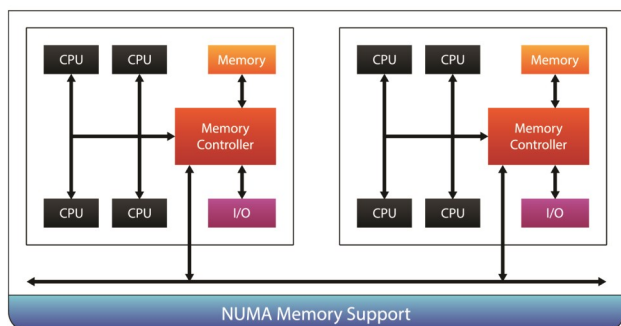 CPU CPU Memory
Memory
Controller
CPU CPU I/O
CPU CPU Memory
Memory
Controller
CPU CPU I/O
NUMA Memory Support